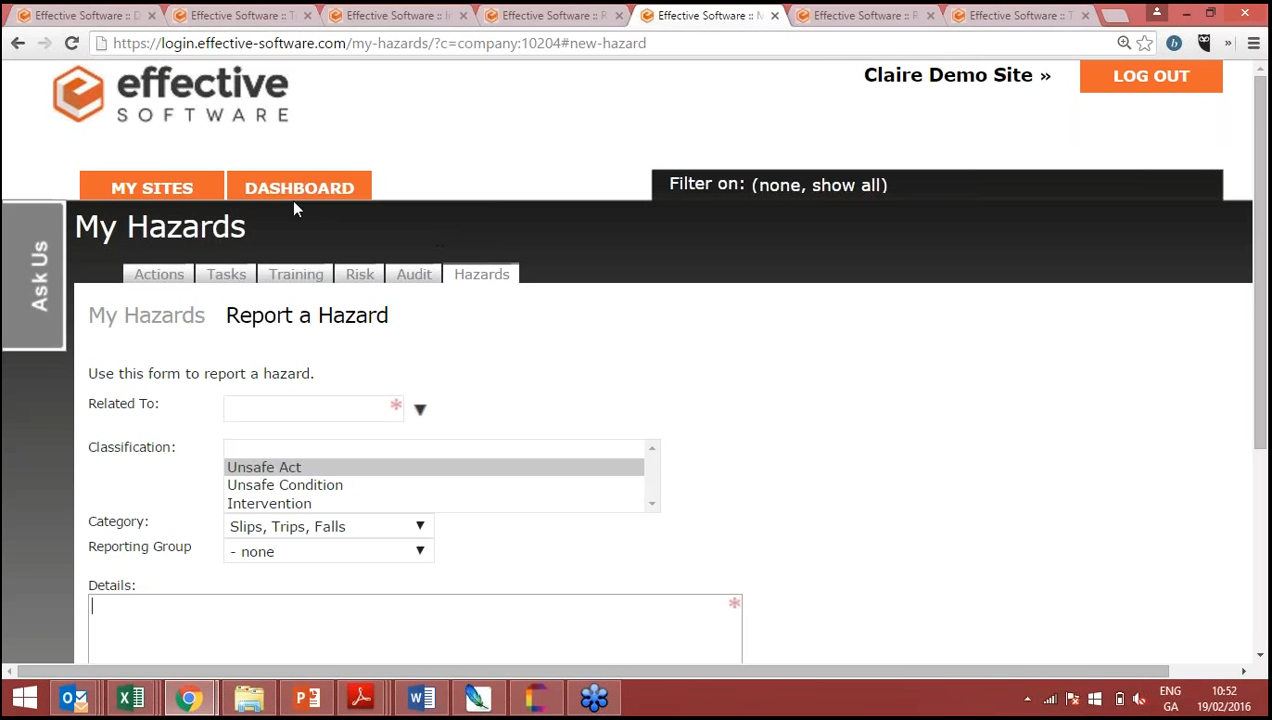 Effective Software :: D
Effective Software :: T
Effective Software :: I
Effective Software :: R
Effective Software :: M
Effective Software :: R
Effective Software :: T
https://login.effective-software.com/my-hazards/?c=company:10204#new-hazard
effective
SOFTWARE
Claire Demo Site »
LOG OUT
MY SITES
DASHBOARD
Filter on: (none, show all)
My Hazards
Ask Us
Actions
Tasks
Training
Risk
Audit
Hazards
My Hazards
Report a Hazard
Use this form to report a hazard.
Related To:
Classification:
Unsafe Act
Unsafe Condition
Intervention
Category:
Slips, Trips, Falls
Reporting Group
- none
Details:
ENG
GA
10:52
19/02/2016